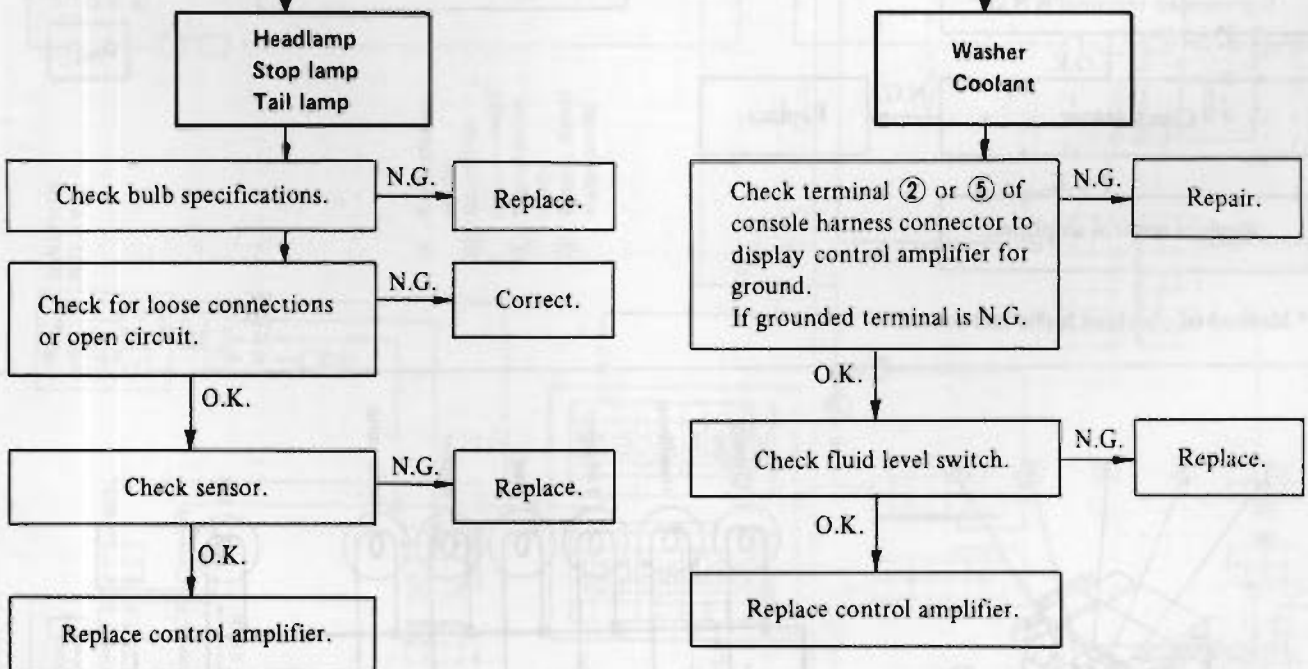 Headlamp
Stop lamp
Tail lamp
Check bulb specifications.
N.G.
Replace.
Check for loose connections
or open circuit.
N.G.
Correct.
O.K.
Check sensor.
N.G.
Replace.
O.K.
Replace control amplifier.
Washer
Coolant
Check terminal ② or ⑤ of
console harness connector to
display control amplifier for
ground.
If grounded terminal is N.G.
N.G.
Repair.
O.K.
Check fluid level switch.
N.G.
Replace.
O.K.
Replace control amplifier.